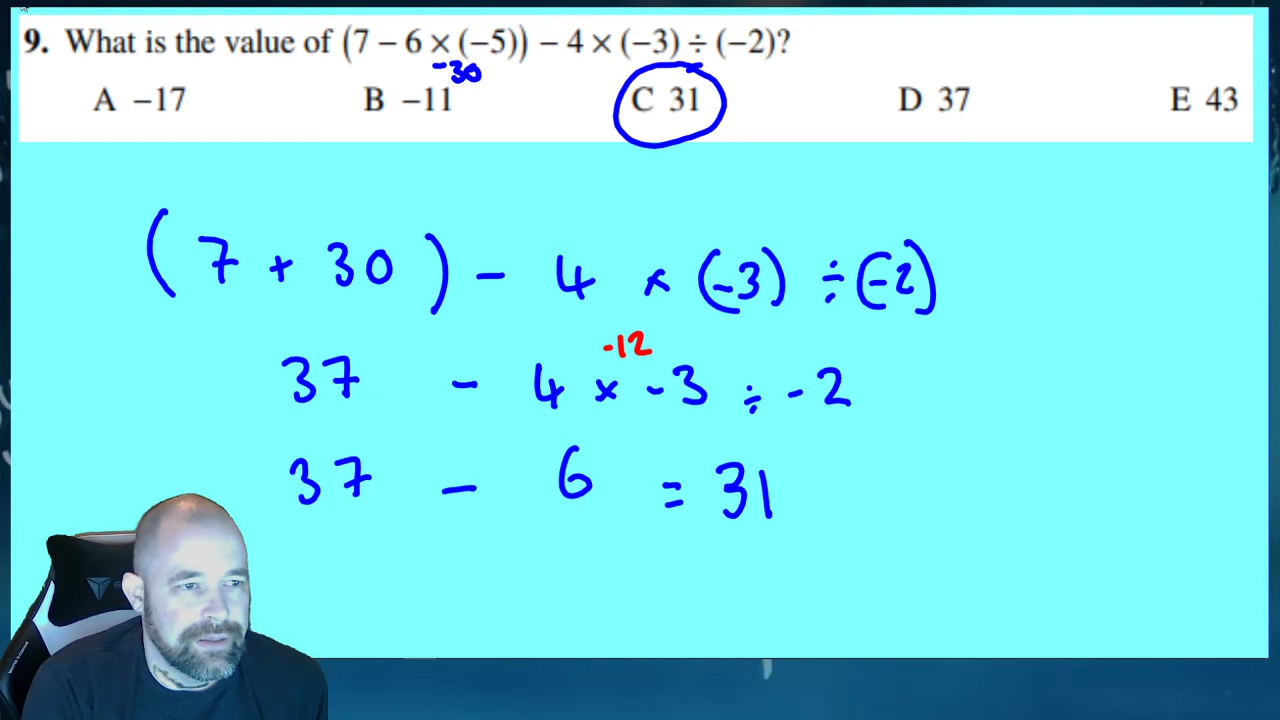 9. What is the value of (7 – 6 × (−5)) – 4 × (−3) ÷ (−2)?
-30
A −17 B −11 C 31 D 37 E 43
(7 + 30) - 4 × (-3) ÷ (-2)
-12
37 - 4 × -3 ÷ -2
37 - 6 = 31